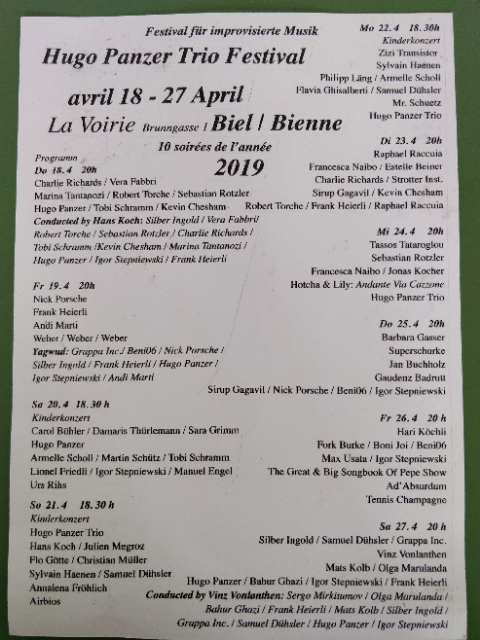 Festival für improvisierte Musik
Hugo Panzer Trio Festival
avril 18 - 27 April
La Voirie Brunngasse 1 Biel / Bienne
10 soirées de l'année
2019
Programm
Do 18.4 20h
Charlie Richards / Vera Fabbri
Marina Tantanozi / Robert Torche / Sebastian Rotzler
Hugo Panzer / Tobi Schramm / Kevin Chesham
Conducted by Hans Koch: Silber Ingold / Vera Fabbri/
Robert Torche / Sebastian Rotzler / Charlie Richards /
Tobi Schramm /Kevin Chesham / Marina Tantanozi /
Hugo Panzer / Igor Stepniewski / Frank Heierli
Fr 19.4 20h
Nick Porsche
Frank Heierli
Andi Marti
Weber / Weber / Weber
Yagwud: Grappa Inc./ Beni06 / Nick Porsche /
Silber Ingold / Frank Heierli / Hugo Panzer /
Igor Stepniewski / Andi Marti
Sa 20.4 18.30 h
Kinderkonzert
Carol Bühler / Damaris Thürlemann / Sara Grimm
Hugo Panzer
Armelle Scholl / Martin Schütz / Tobi Schramm
Lionel Friedli / Igor Stepniewski / Manuel Engel
Urs Rihs
So 21.4 18.30 h
Kinderkonzert
Hugo Panzer Trio
Hans Koch / Julien Megroz
Flo Götte / Christian Müller
Sylvain Haenen / Samuel Dühsler
Annalena Fröhlich
Airbios
Mo 22.4 18.30h
Kinderkonzert
Zizi Transistor
Sylvain Haenen
Philipp Läng / Armelle Scholl
Flavia Ghisalberti / Samuel Dühsler
Mr. Schuetz
Hugo Panzer Trio
Di 23.4 20h
Raphael Raccuia
Francesca Naibo / Estelle Beiner
Charlie Richards / Strotter Inst.
Sirup Gagavil / Kevin Chesham
Robert Torche / Frank Heierli / Raphael Raccuia
Mi 24.4 20h
Tassos Tataroglou
Sebastian Rotzler
Francesca Naibo / Jonas Kocher
Hotcha & Lily: Andante Via Cazzone
Hugo Panzer Trio
Do 25.4 20h
Barbara Gasser
Superschurke
Jan Buchholz
Gaudenz Badrutt
Sirup Gagavil / Nick Porsche / Beni06 / Igor Stepniewski
Fr 26.4 20 h
Hari Köchli
Fork Burke / Boni Joi / Beni06
Max Usata / Igor Stepniewski
The Great & Big Songbook Of Pepe Show
Ad'Absurdum
Tennis Champagne
Sa 27.4 20 h
Silber Ingold / Samuel Dühsler / Grappa Inc.
Vinz Vonlanthen
Mats Kolb / Olga Marulanda
Hugo Panzer / Bahur Ghazi / Igor Stepniewski / Frank Heierli
Conducted by Vinz Vonlanthen: Sergo Mirkitumov / Olga Marulanda /
Bahur Ghazi / Frank Heierli / Mats Kolb / Silber Ingold /
Grappa Inc. / Samuel Dühsler / Hugo Panzer / Igor Stepniewski